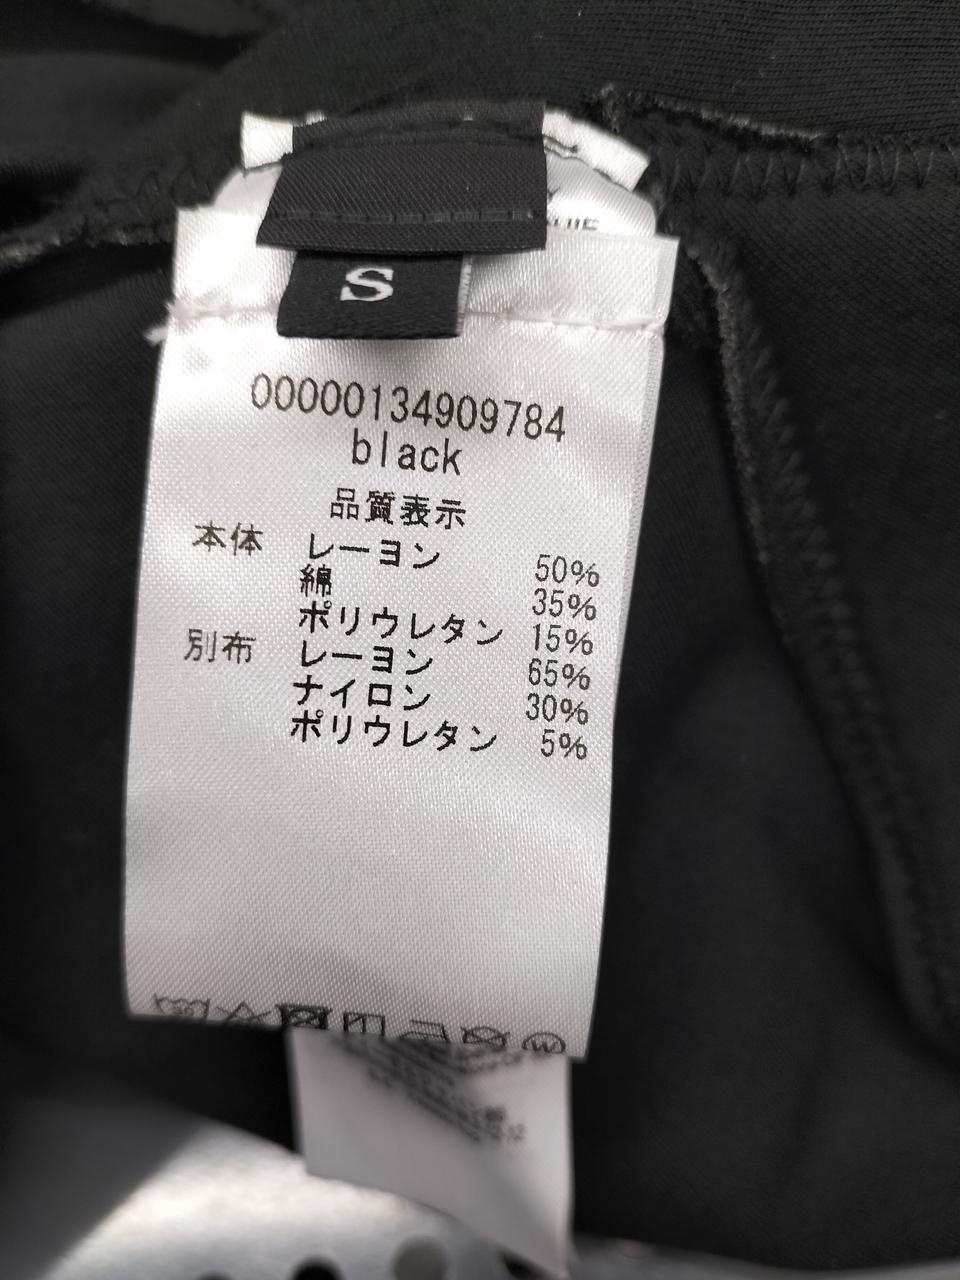 S
00000134909784
black
品質表示
本体 レーヨン 50%
綿 35%
ポリウレタン 15%
別布 レーヨン 65%
ナイロン 30%
ポリウレタン 5%